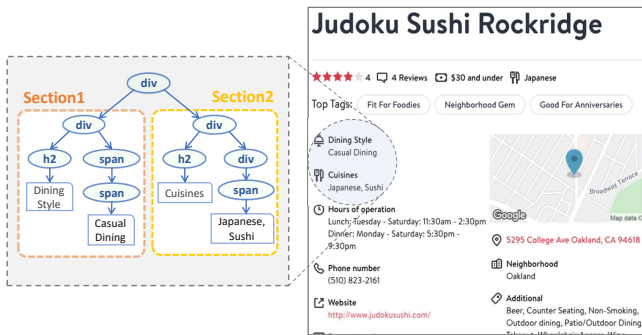 Section1
Section2
div
div
div
h2
span
h2
div
Dining
Style
span
Cuisines
span
Casual
Dining
Japanese,
Sushi
Judoku Sushi Rockridge
4 4 Reviews $30 and under Japanese
Top Tags: Fit For Foodies Neighborhood Gem Good For Anniversaries
Dining Style
Casual Dining
Cuisines
Japanese, Sushi
Hours of operation
Lunch: Tuesday - Saturday: 11:30am - 2:30pm
Dinner: Monday - Saturday: 5:30pm -
9:30pm
Phone number
(510) 823-2161
Website
http://www.judokusushi.com/
Broadway Terrace
Google
Map data ©
5295 College Ave Oakland, CA 94618
Neighborhood
Oakland
Additional
Beer, Counter Seating, Non-Smoking,
Outdoor dining, Patio/Outdoor Dining